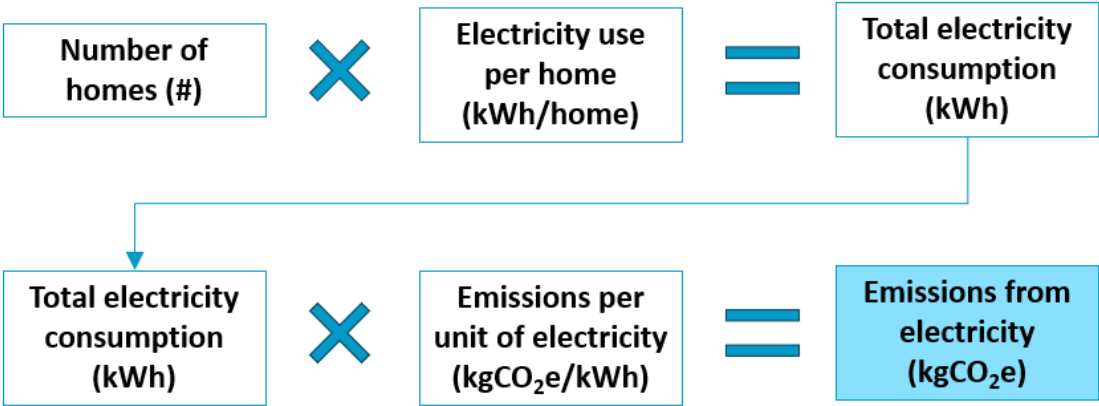 Number of
homes (#)
Electricity use
per home
(kWh/home)
Total electricity
consumption
(kWh)
Total electricity
consumption
(kWh)
Emissions per
unit of electricity
(kgCO₂e/kWh)
Emissions from
electricity
(kgCO₂e)